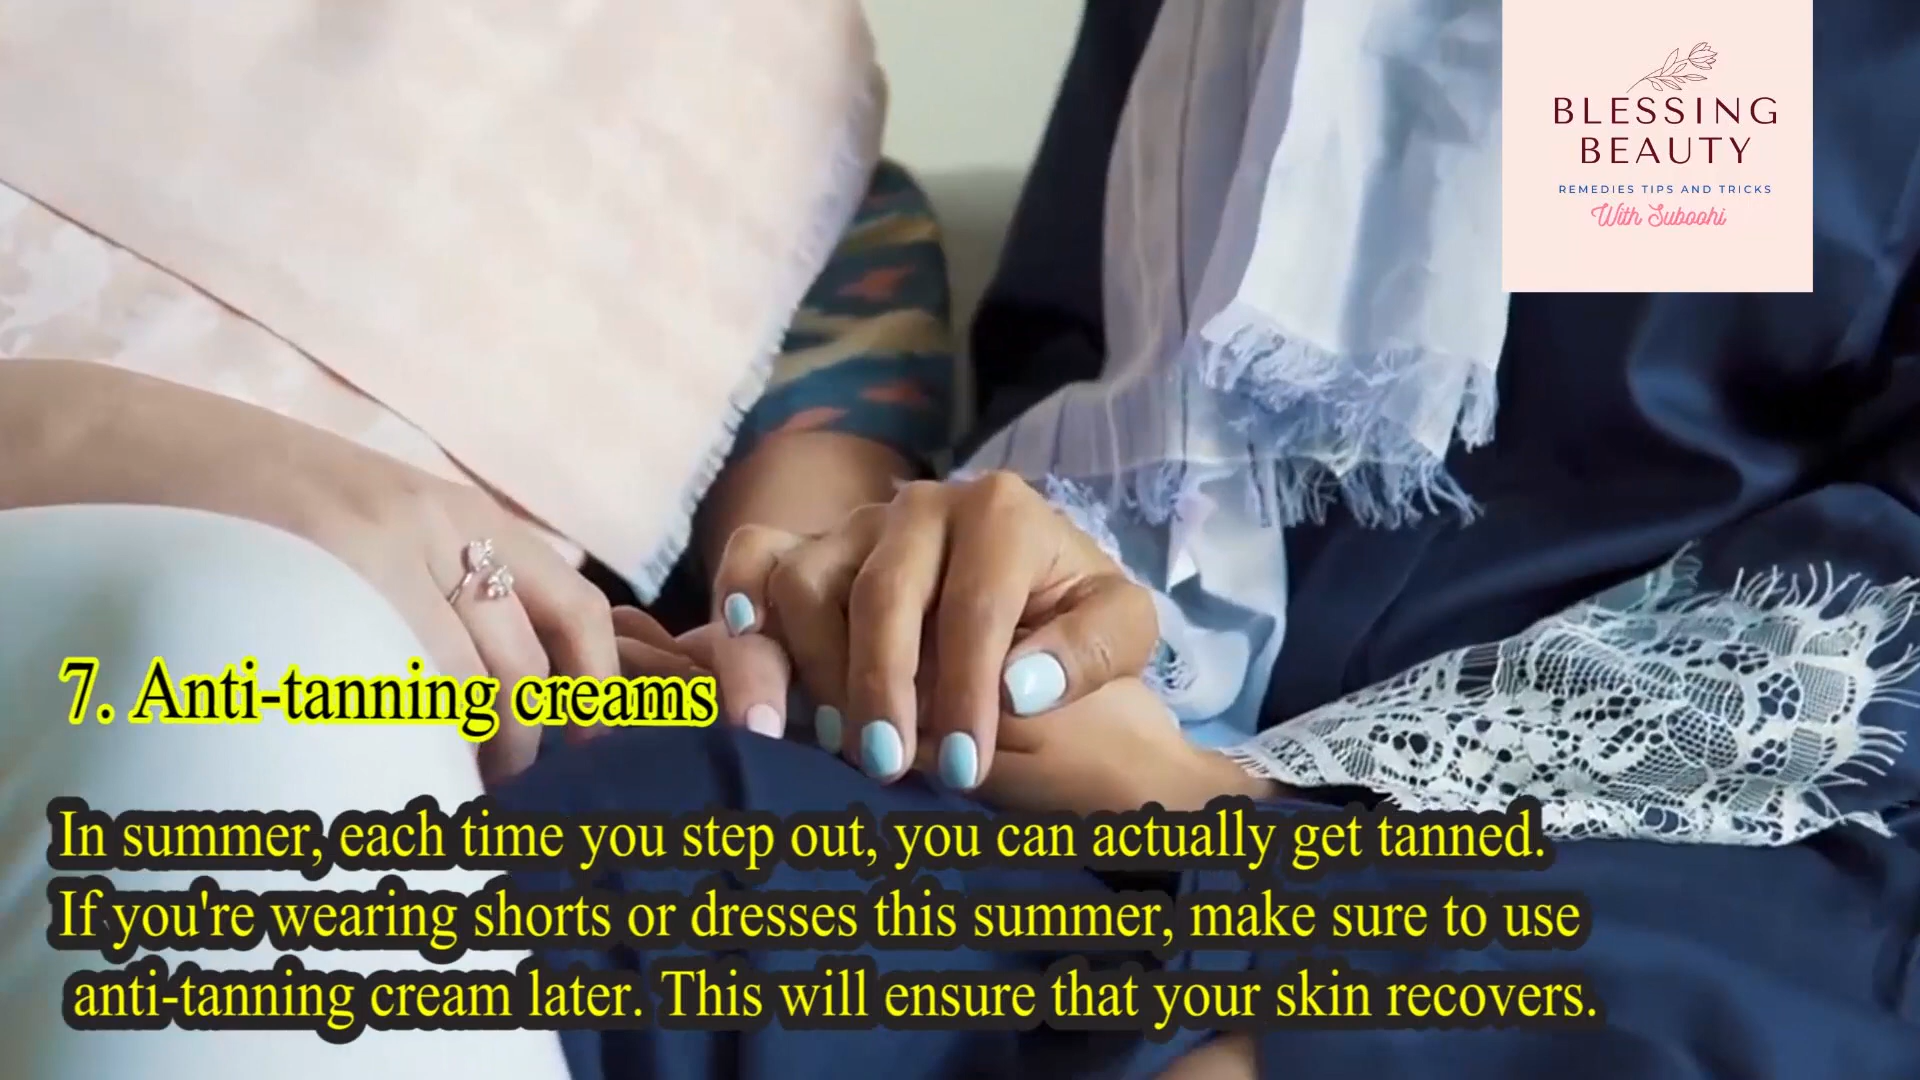 BLESSING
BEAUTY
REMEDIES TIPS AND TRICKS
With Suboohi
7. Anti-tanning creams
In summer, each time you step out, you can actually get tanned.
If you're wearing shorts or dresses this summer, make sure to use
anti-tanning cream later. This will ensure that your skin recovers.